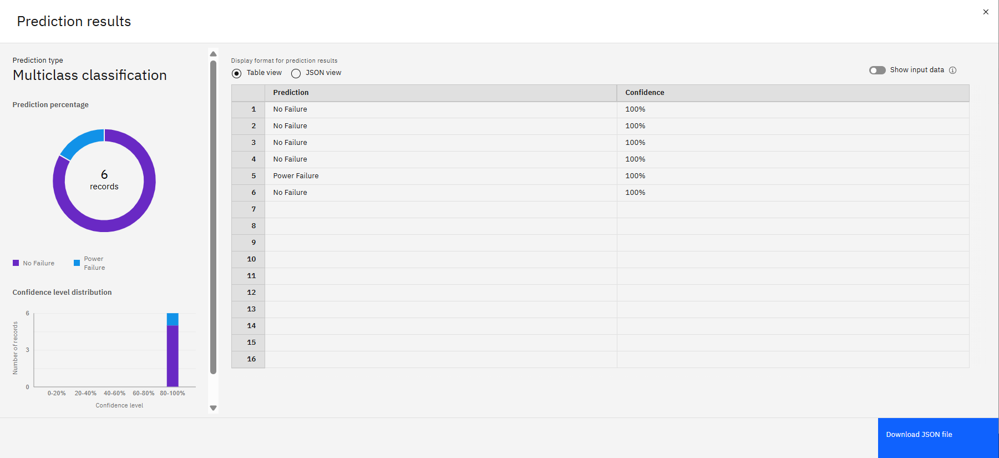 Prediction results
Prediction type
Multiclass classification
Prediction percentage
6
records
No Failure
Power
Failure
Confidence level distribution
Number of records
6
3
0
0-20% 20-40% 40-60% 60-80% 80-100%
Confidence level
Display format for prediction results
Table view JSON view
Show input data
Prediction Confidence
1 No Failure 100%
2 No Failure 100%
3 No Failure 100%
4 No Failure 100%
5 Power Failure 100%
6 No Failure 100%
7
8
9
10
11
12
13
14
15
16
Download JSON file